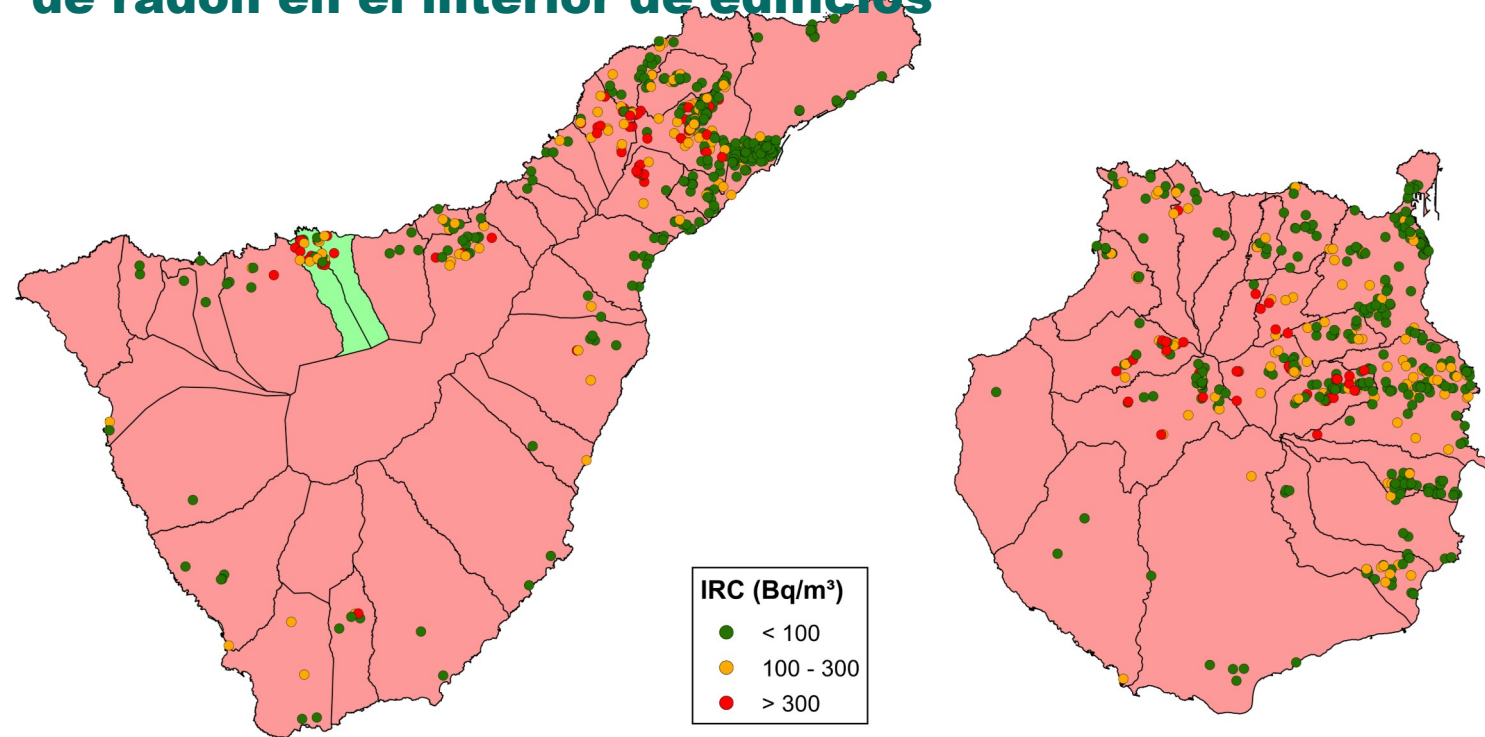 de radón en el interior de edificios
IRC (Bq/m³)
< 100
100 - 300
> 300